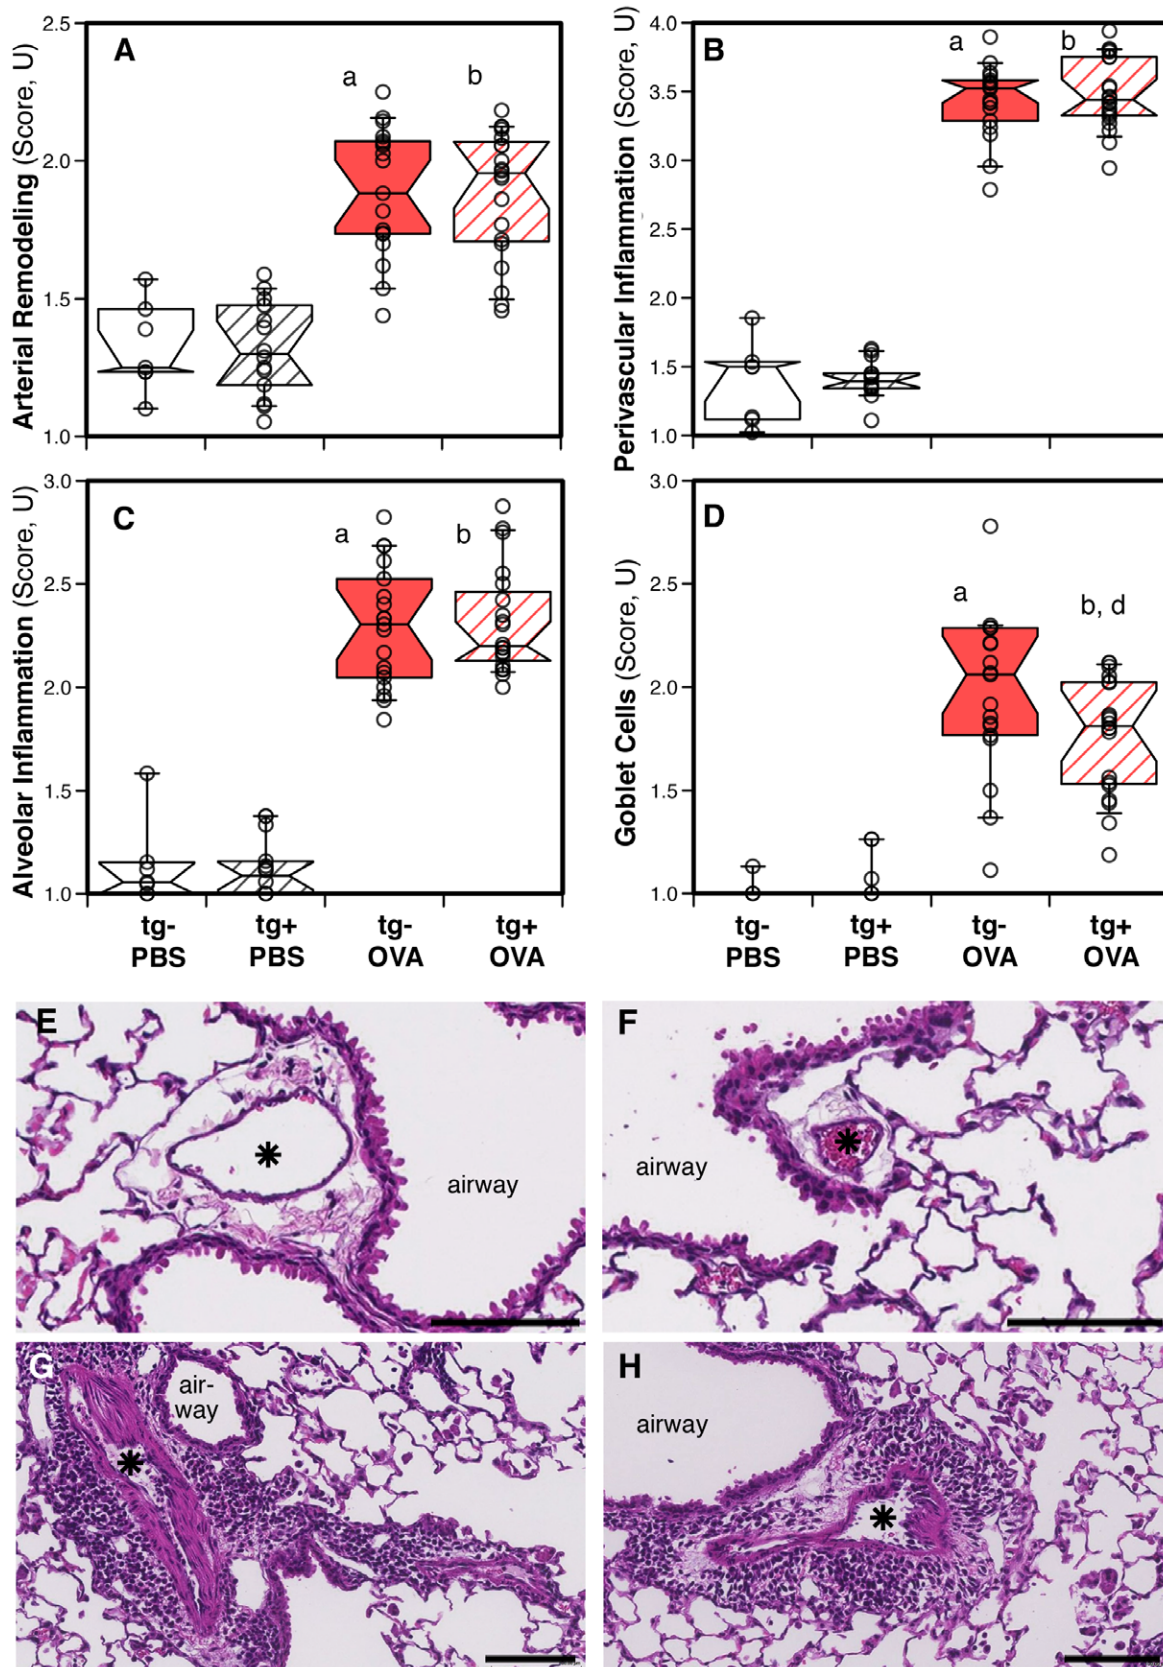 A
Arterial Remodeling (Score, U)
2.5
2.0
1.5
1.0
a
b
B
Perivascular Inflammation (Score, U)
4.0
3.5
3.0
2.5
2.0
1.5
1.0
a
b
C
Alveolar Inflammation (Score, U)
3.0
2.5
2.0
1.5
1.0
a
b
tg-
PBS
tg+
PBS
tg-
OVA
tg+
OVA
D
Goblet Cells (Score, U)
3.0
2.5
2.0
1.5
1.0
a
b, d
tg-
PBS
tg+
PBS
tg-
OVA
tg+
OVA
E
airway
F
airway
G
air-
way
H
airway